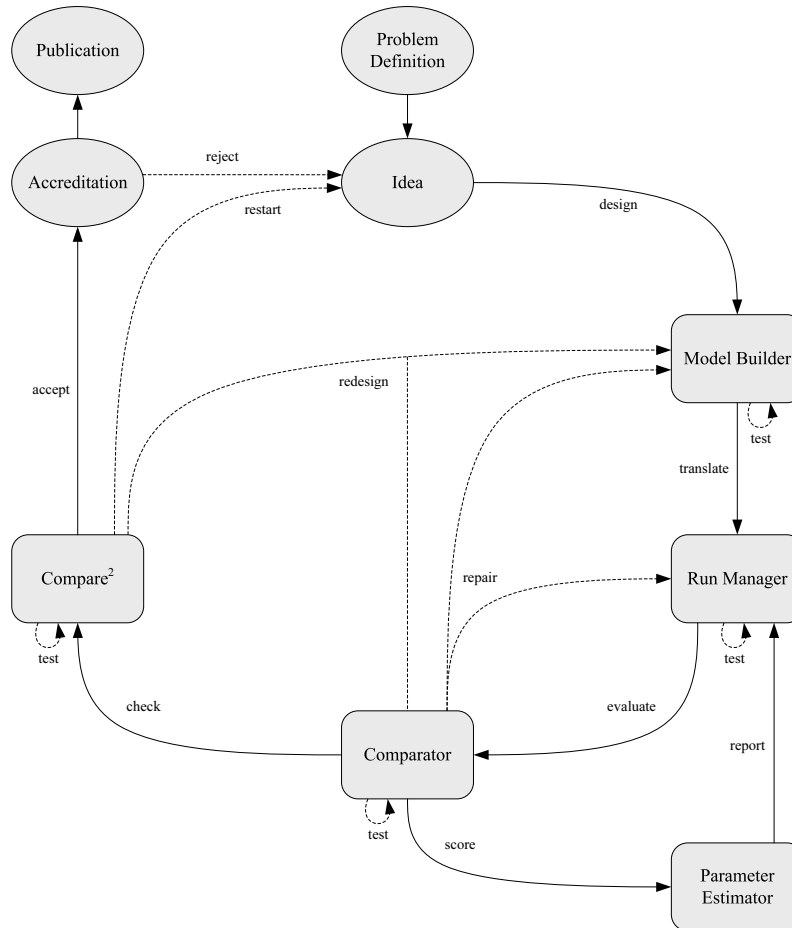 Publication
Problem
Definition
Accreditation
reject
Idea
restart
design
Model Builder
redesign
accept
test
translate
Compare²
repair
Run Manager
test
test
check
evaluate
Comparator
report
test
score
Parameter
Estimator